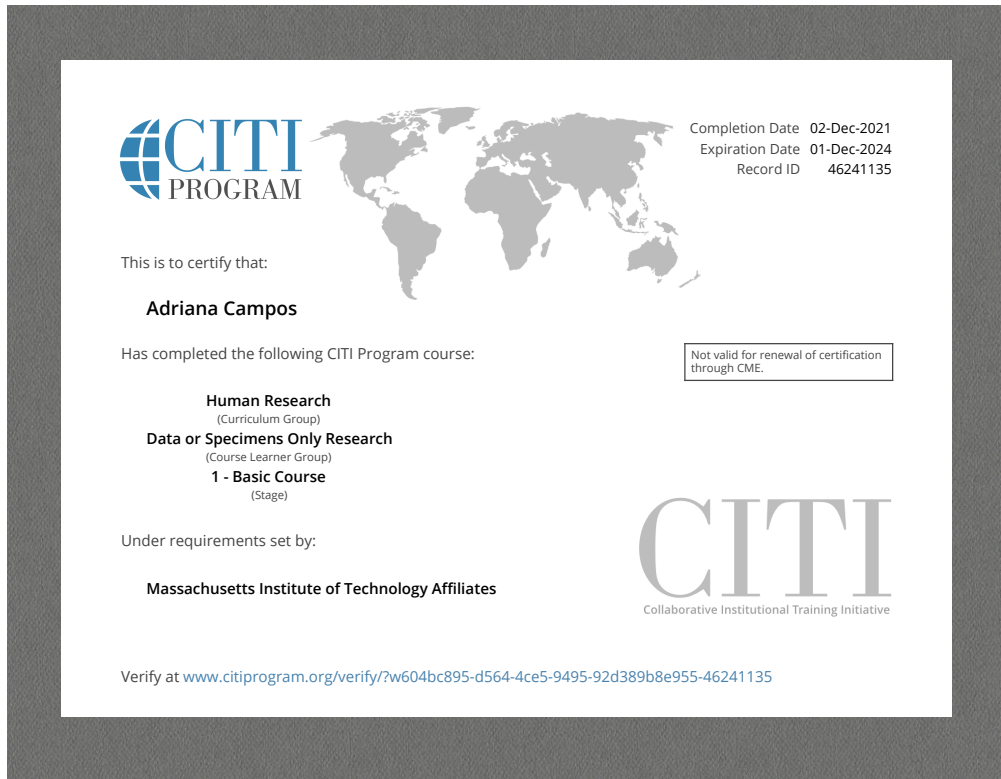 CITI
PROGRAM
Completion Date 02-Dec-2021
Expiration Date 01-Dec-2024
Record ID 46241135
This is to certify that:
Adriana Campos
Has completed the following CITI Program course:
Not valid for renewal of certification
through CME.
Human Research
(Curriculum Group)
Data or Specimens Only Research
(Course Learner Group)
1 - Basic Course
(Stage)
Under requirements set by:
Massachusetts Institute of Technology Affiliates
CITI
Collaborative Institutional Training Initiative
Verify at www.citiprogram.org/verify/?w604bc895-d564-4ce5-9495-92d389b8e955-46241135